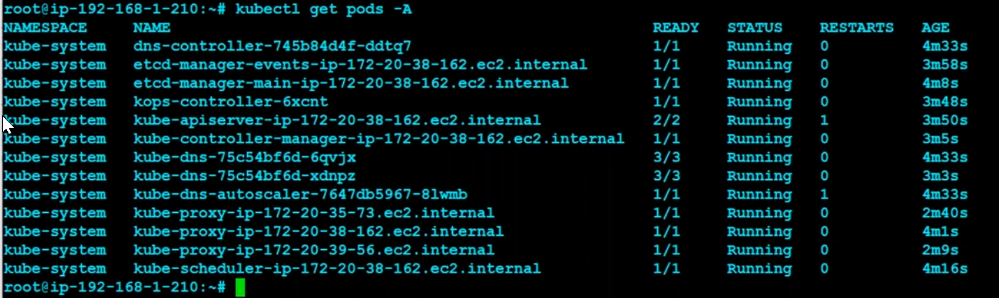 root@ip-192-168-1-210:~# kubectl get pods -A
NAMESPACE NAME READY STATUS RESTARTS AGE
kube-system dns-controller-745b84d4f-ddtq7 1/1 Running 0 4m33s
kube-system etcd-manager-events-ip-172-20-38-162.ec2.internal 1/1 Running 0 3m58s
kube-system etcd-manager-main-ip-172-20-38-162.ec2.internal 1/1 Running 0 4m8s
kube-system kops-controller-6xcnt 1/1 Running 0 3m48s
kube-system kube-apiserver-ip-172-20-38-162.ec2.internal 2/2 Running 1 3m50s
kube-system kube-controller-manager-ip-172-20-38-162.ec2.internal 1/1 Running 0 3m5s
kube-system kube-dns-75c54bf6d-6qvjx 3/3 Running 0 4m33s
kube-system kube-dns-75c54bf6d-xdnpz 3/3 Running 0 3m3s
kube-system kube-dns-autoscaler-7647db5967-8lwmb 1/1 Running 1 4m33s
kube-system kube-proxy-ip-172-20-35-73.ec2.internal 1/1 Running 0 2m40s
kube-system kube-proxy-ip-172-20-38-162.ec2.internal 1/1 Running 0 4m1s
kube-system kube-proxy-ip-172-20-39-56.ec2.internal 1/1 Running 0 2m9s
kube-system kube-scheduler-ip-172-20-38-162.ec2.internal 1/1 Running 0 4m16s
root@ip-192-168-1-210:~#